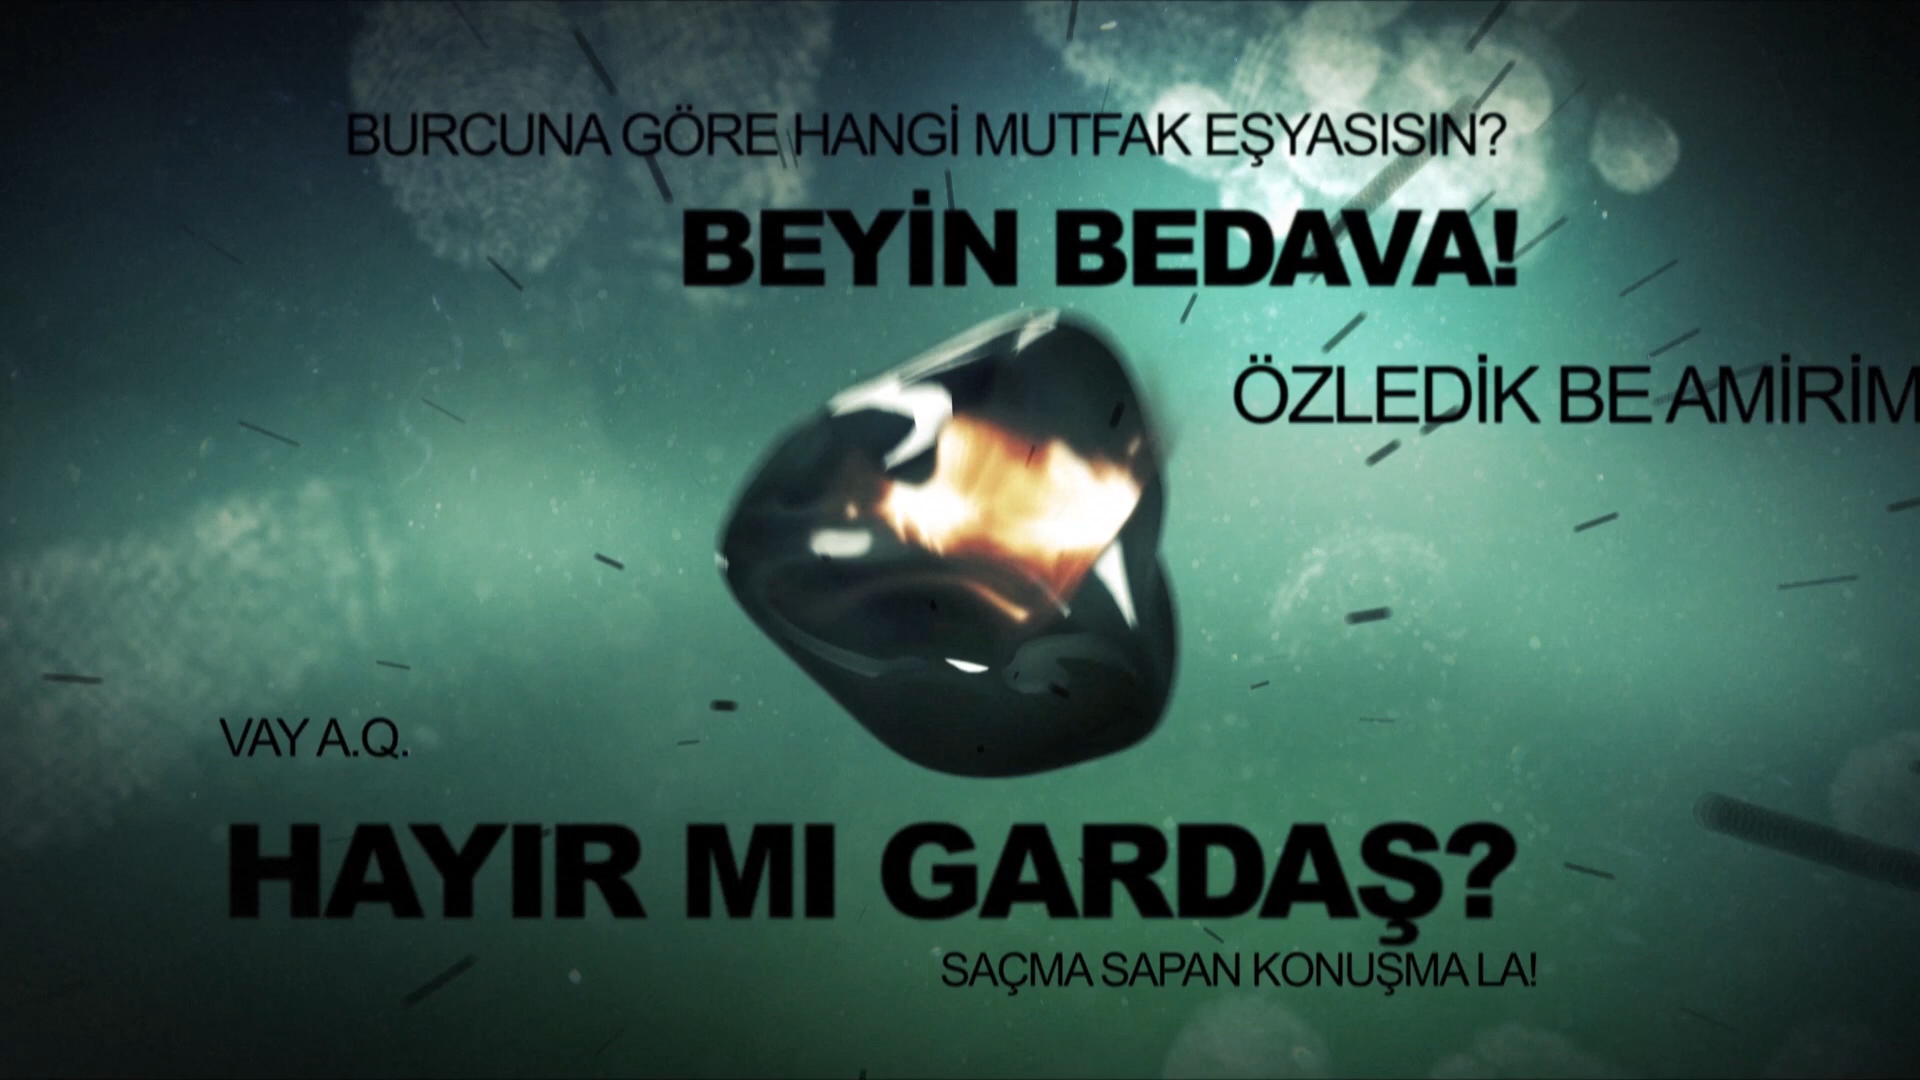 BURCUNA GÖRE HANGİ MUTFAK EŞYASISIN?
BEYİN BEDAVA!
ÖZLEDİK BE AMİRİM
VAY A.Q.
HAYIR MI GARDAŞ?
SAÇMA SAPAN KONUŞMA LA!